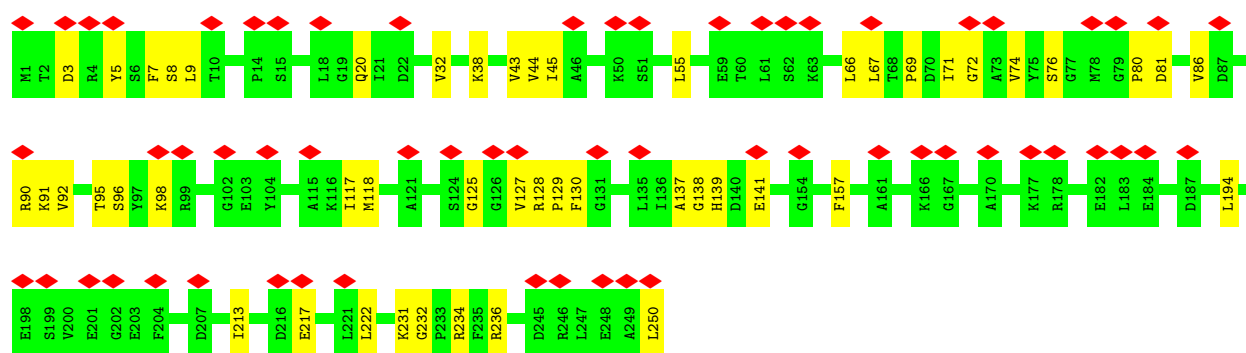 M1 T2 D3 R4 Y5 S6 F7 S8 L9 T10 P14 S15 L18 G19 Q20 I21 D22 V32 K38 V43 V44 I45 A46 K50 S51 L55 E59 T60 L61 S62 K63 L66 L67 T68 P69 D70 I71 G72 A73 V74 Y75 S76 G77 M78 G79 P80 D81 V86 D87
R90 K91 V92 T95 S96 Y97 K98 R99 G102 E103 Y104 A115 K116 I117 M118 A121 S124 G125 G126 V127 R128 P129 F130 G131 L135 I136 A137 G138 H139 D140 E141 G154 F157 A161 K166 G167 A170 K177 R178 E182 L183 E184 D187 L194
E198 S199 V200 E201 G202 E203 F204 D207 I213 D216 E217 L221 L222 K231 G232 P233 R234 F235 R236 D245 R246 L247 E248 A249 L250